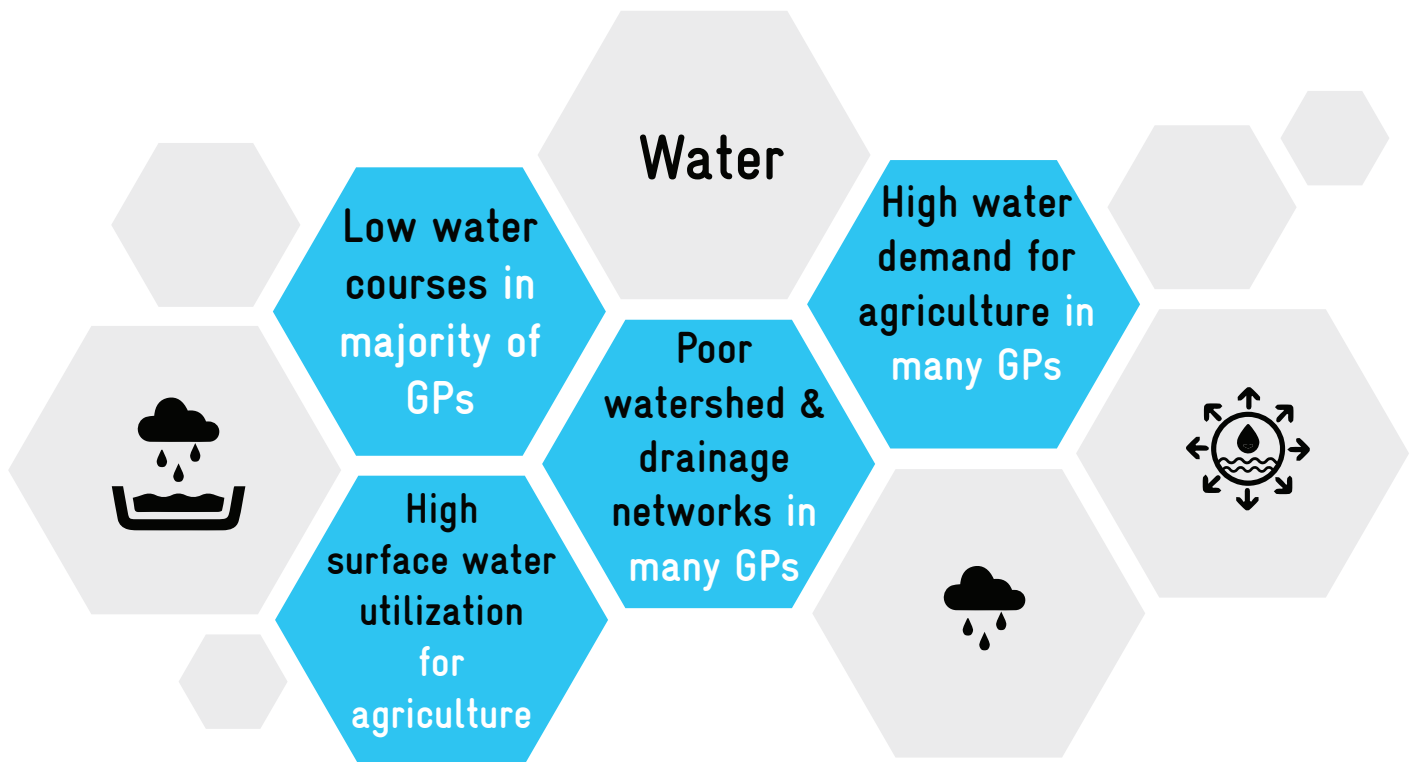 Water
Low water
courses in
majority of
GPs
High water
demand for
agriculture in
many GPs
Poor
watershed &
drainage
networks in
many GPs
High
surface water
utilization
for
agriculture